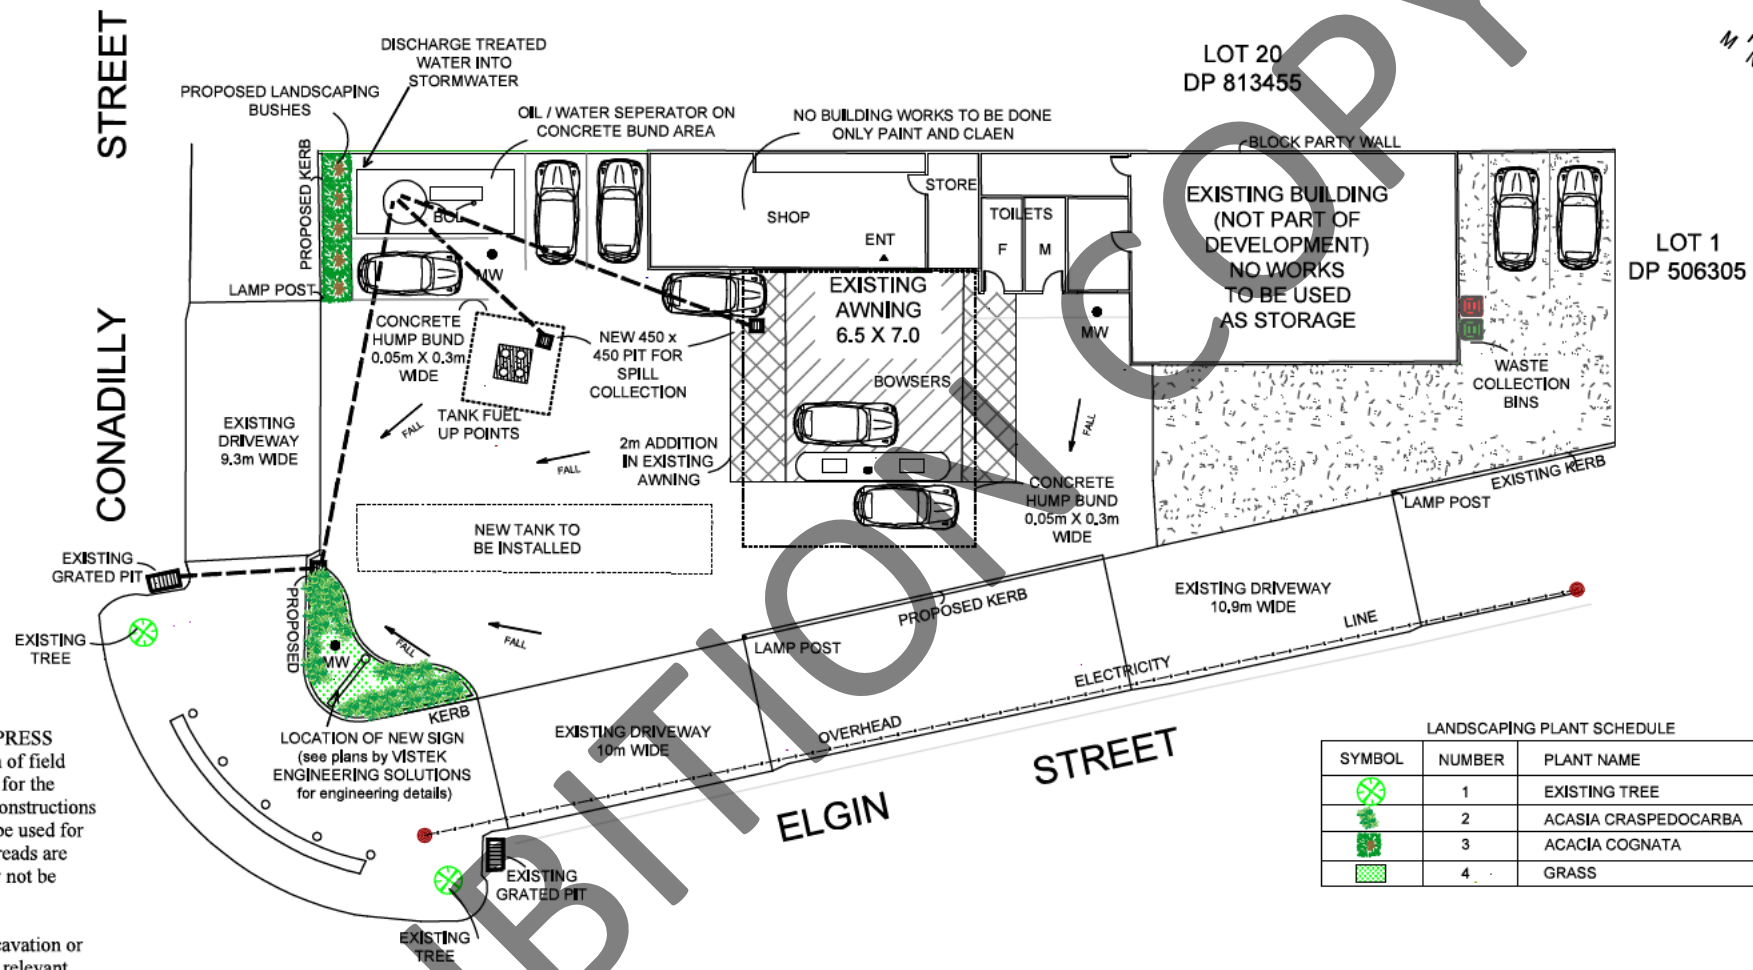 STREET
CONADILLY
DISCHARGE TREATED
WATER INTO
STORMWATER
PROPOSED LANDSCAPING
BUSHES
OIL / WATER SEPERATOR ON
CONCRETE BUND AREA
NO BUILDING WORKS TO BE DONE
ONLY PAINT AND CLAEN
LOT 20
DP 813455
BLOCK PARTY WALL
PROPOSED KERB
STORE
SHOP
ENT
TOILETS
F
M
EXISTING BUILDING
(NOT PART OF
DEVELOPMENT)
NO WORKS
TO BE USED
AS STORAGE
LOT 1
DP 506305
MW
LAMP POST
CONCRETE
HUMP BUND
0.05m X 0.3m
WIDE
NEW 450 x
450 PIT FOR
SPILL
COLLECTION
EXISTING
AWNING
6.5 X 7.0
BOWSERS
MW
WASTE
COLLECTION
BINS
TANK FUEL
UP POINTS
FALL
FALL
FALL
2m ADDITION
IN EXISTING
AWNING
EXISTING
DRIVEWAY
9.3m WIDE
CONCRETE
HUMP BUND
0.05m X 0.3m
WIDE
EXISTING KERB
LAMP POST
NEW TANK TO
BE INSTALLED
EXISTING
GRATED PIT
EXISTING
TREE
PROPOSED
KERB
MW
FALL
FALL
LAMP POST
PROPOSED KERB
EXISTING DRIVEWAY
10.9m WIDE
OVERHEAD
ELECTRICITY
LINE
EXISTING DRIVEWAY
10m WIDE
LOCATION OF NEW SIGN
(see plans by VISTEK
ENGINEERING SOLUTIONS
for engineering details)
ELGIN
STREET
EXISTING
GRATED PIT
EXISTING
TREE
PRESS
of field
for the
onstructions
be used for
reads are
not be
cavation or
relevant
LANDSCAPING PLANT SCHEDULE
SYMBOL NUMBER PLANT NAME
1 EXISTING TREE
2 ACASIA CRASPEDOCARBA
3 ACACIA COGNATA
4 GRASS
IBITION COPY